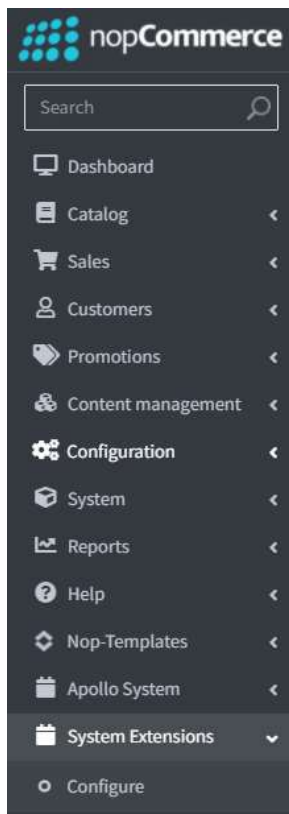 nopCommerce
Search
Dashboard
Catalog
Sales
Customers
Promotions
Content management
Configuration
System
Reports
Help
Nop-Templates
Apollo System
System Extensions
Configure